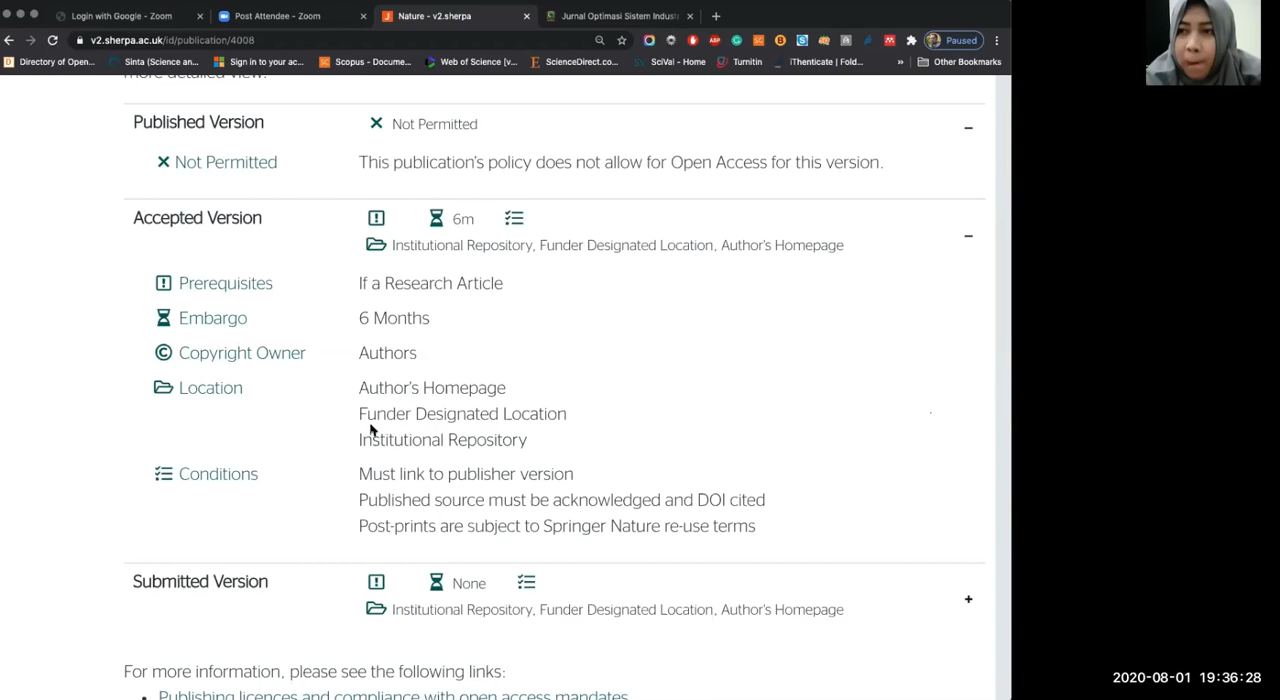 Login with Google - Zoom
Post Attendee - Zoom
Nature - v2.sherpa
Jurnal Optimasi Sistem Indust
v2.sherpa.ac.uk/id/publication/4008
Paused
Directory of Open...
Sinta (Science an...
Sign in to your ac...
Scopus - Docume...
Web of Science [v...
ScienceDirect.co...
SciVal - Home
Turnitin
iThenticate | Fold...
Other Bookmarks
more detailed view.
Published Version
Not Permitted
Not Permitted
This publication's policy does not allow for Open Access for this version.
Accepted Version
6m
Institutional Repository, Funder Designated Location, Author's Homepage
Prerequisites
If a Research Article
Embargo
6 Months
Copyright Owner
Authors
Location
Author's Homepage
Funder Designated Location
Institutional Repository
Conditions
Must link to publisher version
Published source must be acknowledged and DOI cited
Post-prints are subject to Springer Nature re-use terms
Submitted Version
None
Institutional Repository, Funder Designated Location, Author's Homepage
For more information, please see the following links:
Publishing licences and compliance with open access mandates
2020-08-01 19:36:28